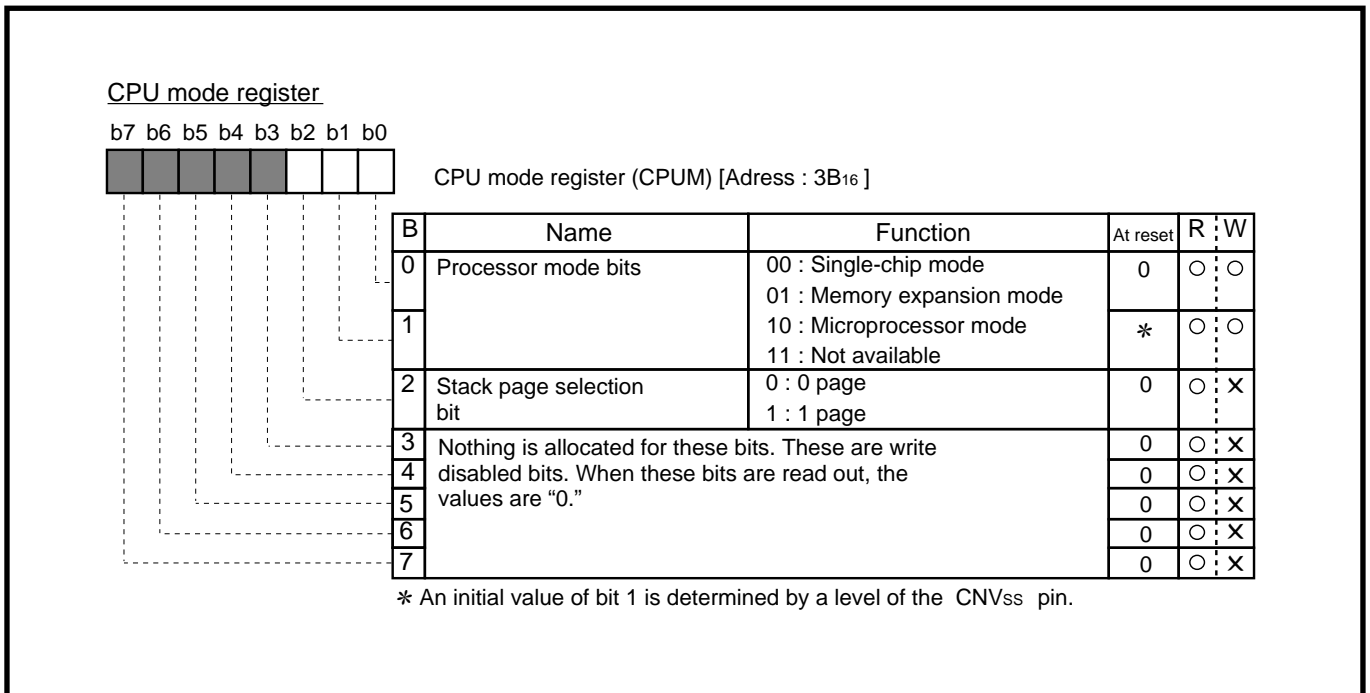 CPU mode register
b7 b6 b5 b4 b3 b2 b1 b0
CPU mode register (CPUM) [Adress : 3B16 ]
B Name Function At reset R W
0 Processor mode bits 00 : Single-chip mode 0 ○ ○
01 : Memory expansion mode
1 10 : Microprocessor mode * ○ ○
11 : Not available
2 Stack page selection 0 : 0 page 0 ○ ×
bit 1 : 1 page
3 Nothing is allocated for these bits. These are write 0 ○ ×
4 disabled bits. When these bits are read out, the 0 ○ ×
5 values are “0.” 0 ○ ×
6 0 ○ ×
7 0 ○ ×
* An initial value of bit 1 is determined by a level of the CNVSS pin.